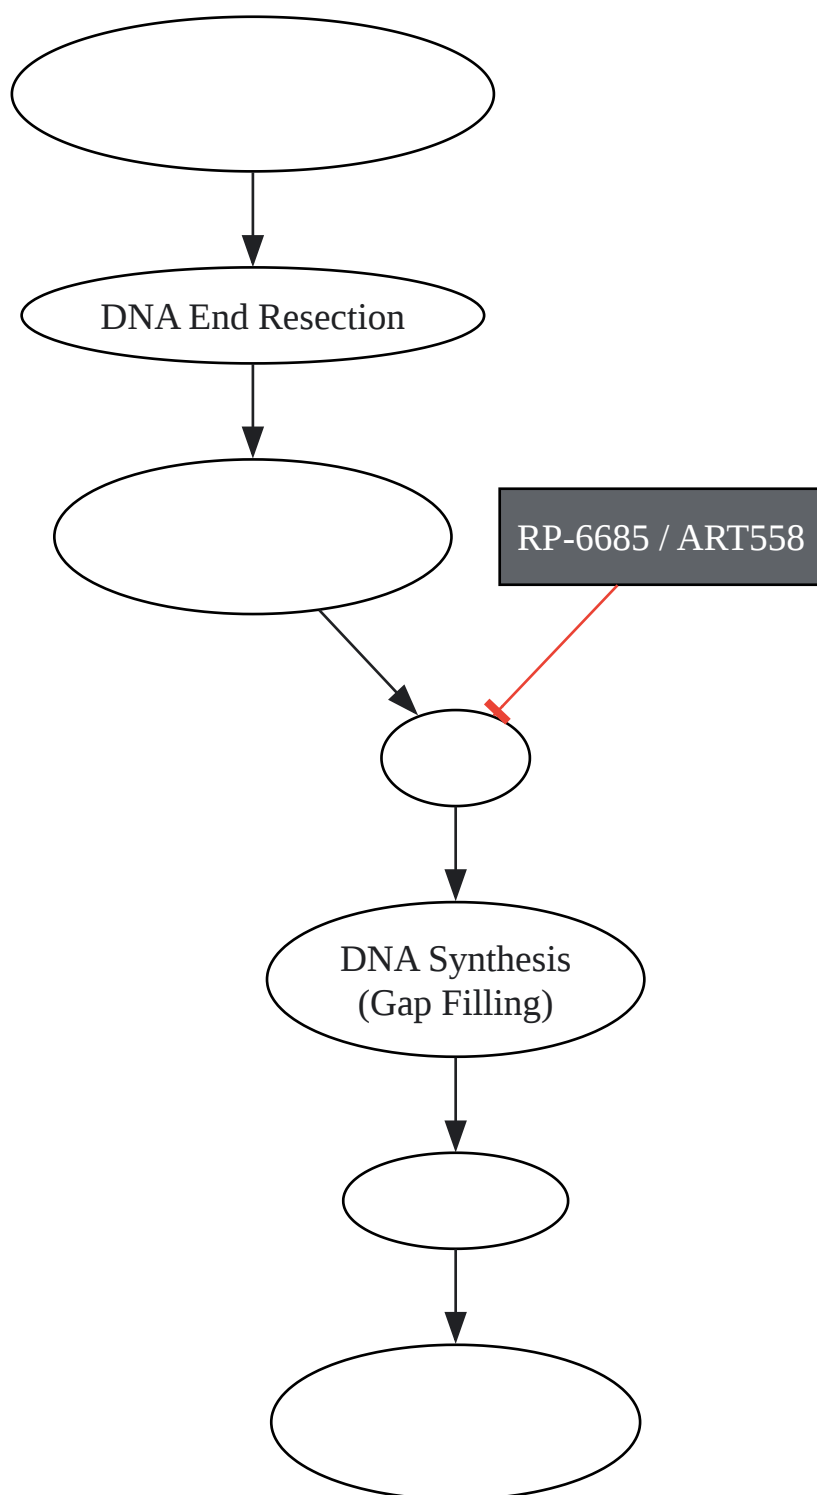 DNA End Resection
RP-6685 / ART558
DNA Synthesis
(Gap Filling)